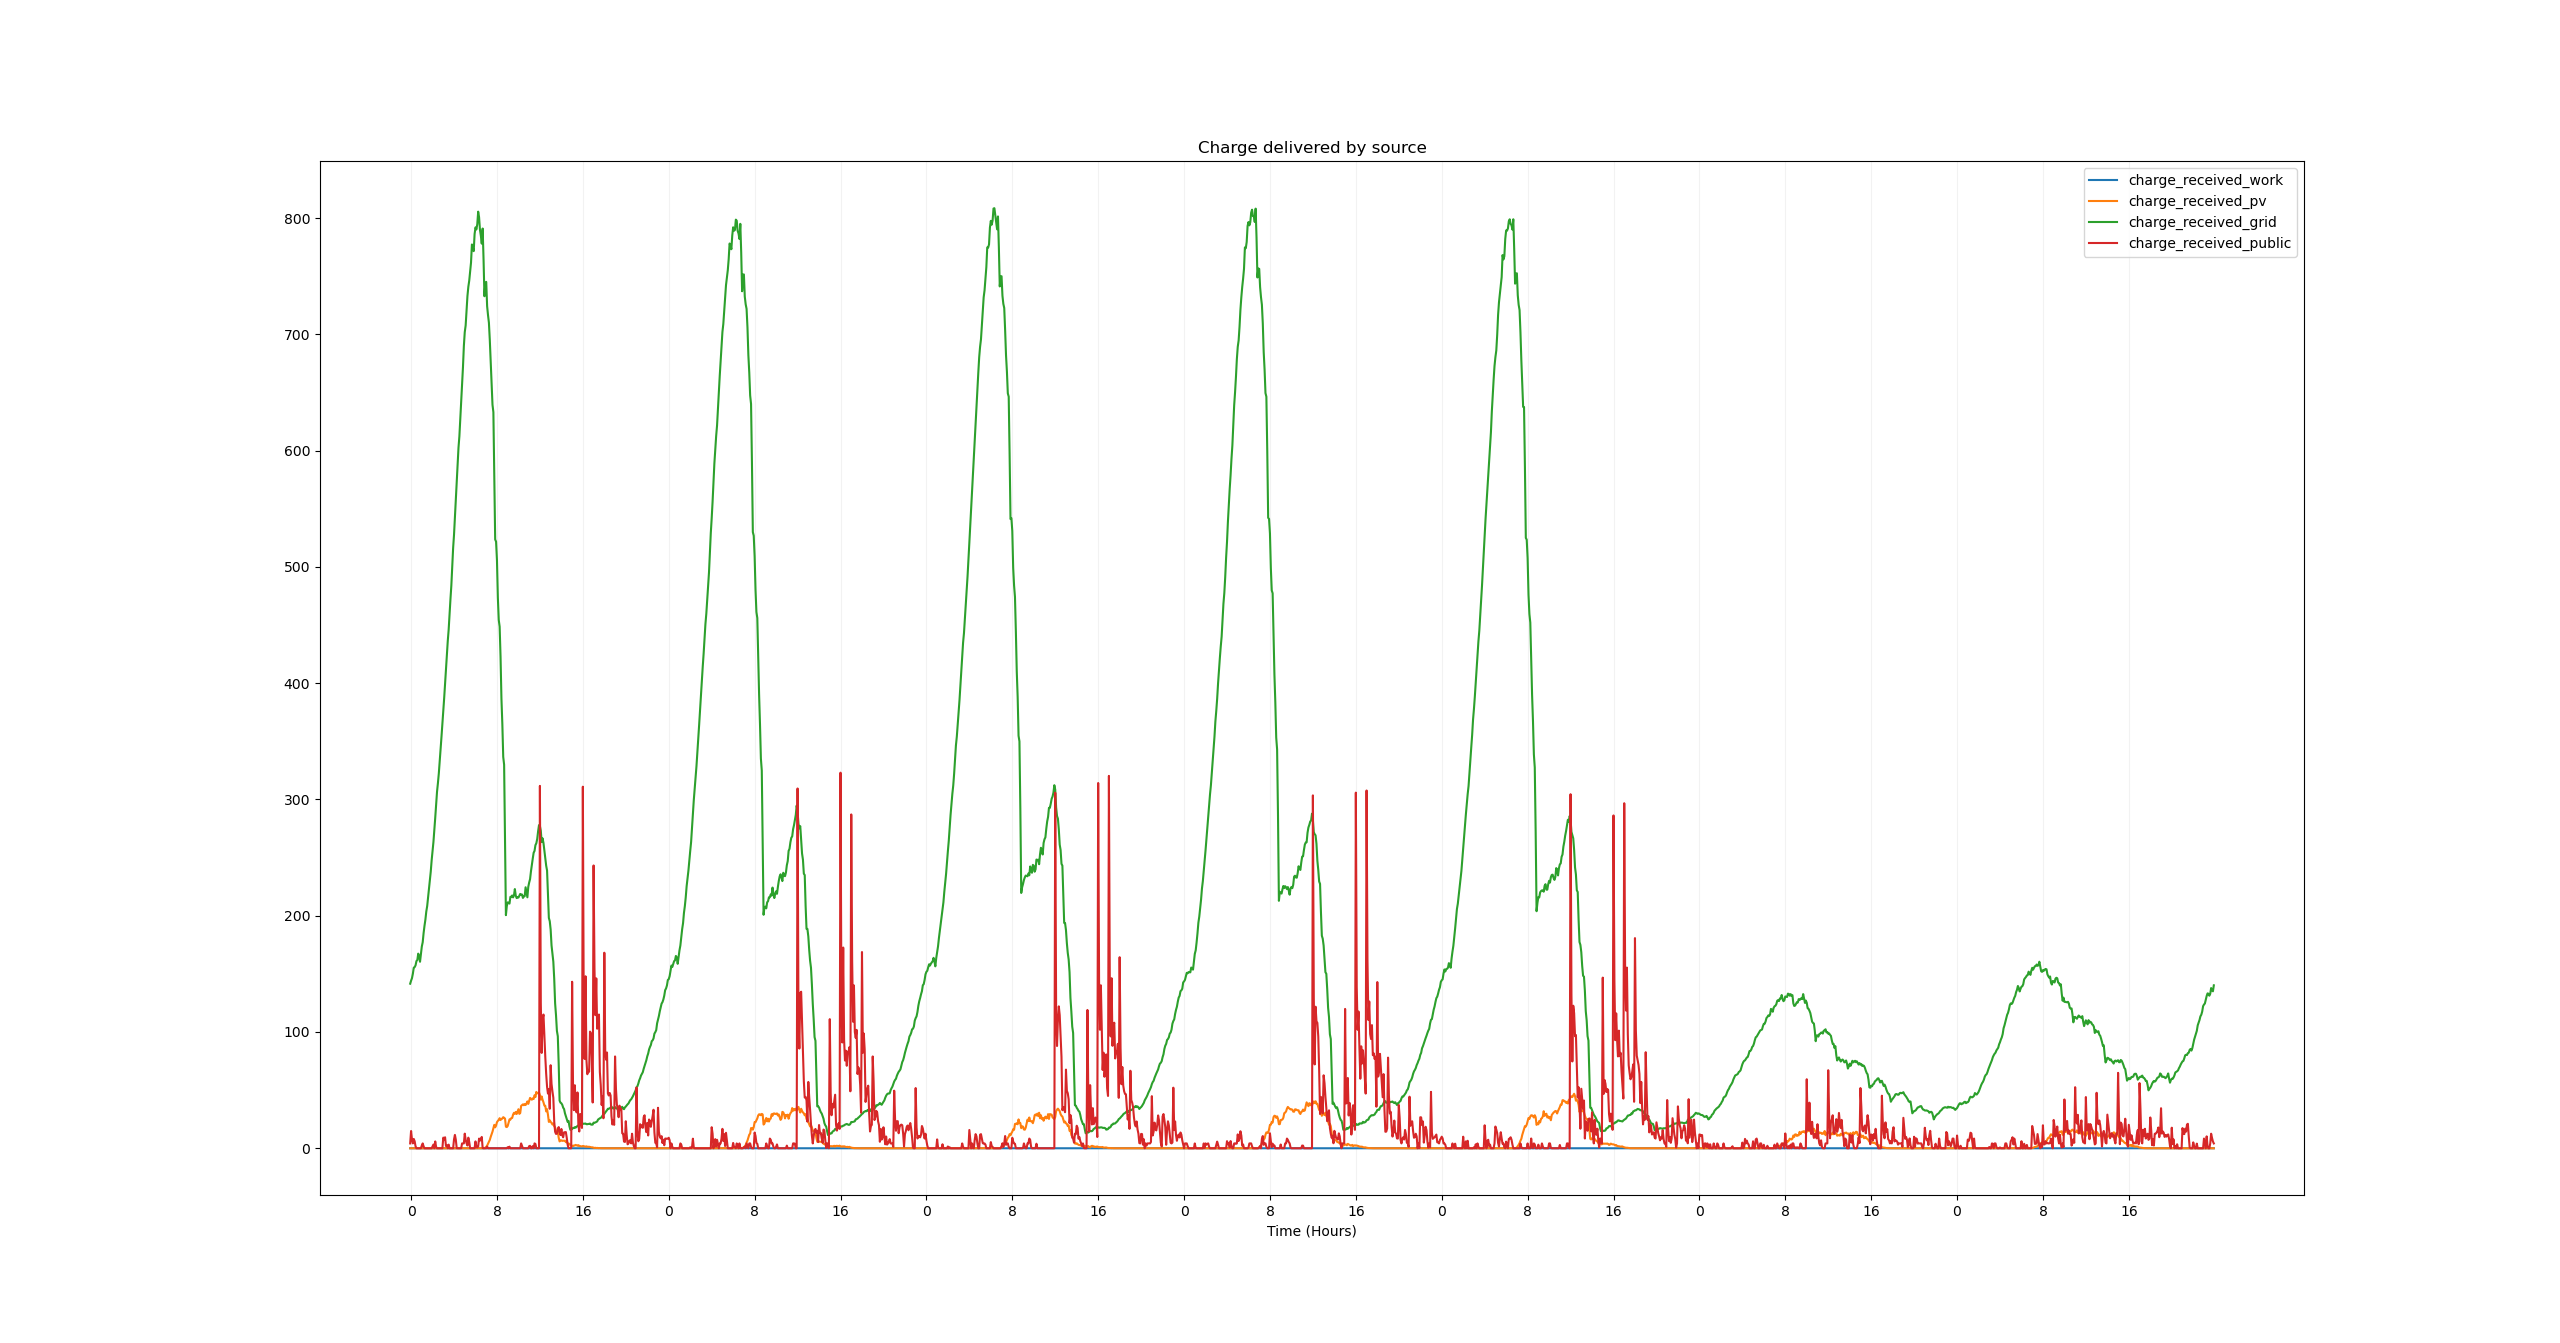 Charge delivered by source
charge_received_work
charge_received_pv
charge_received_grid
charge_received_public
800
700
600
500
400
300
200
100
0
0 8 16 0 8 16 0 8 16 0 8 16 0 8 16 0 8 16 0 8 16
Time (Hours)